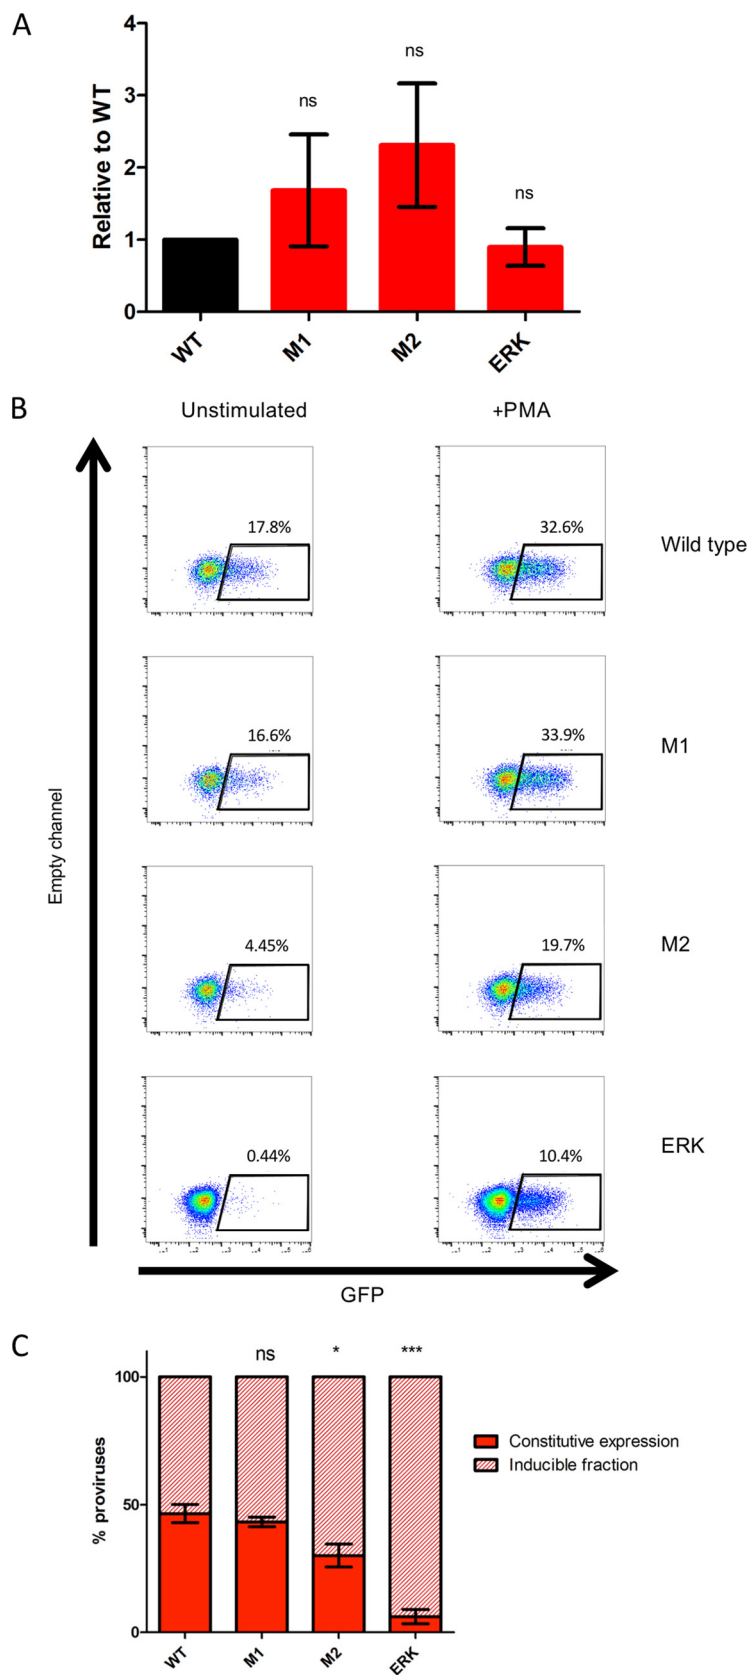 A
Relative to WT
4
3
2
1
0
ns
ns
ns
WT
M1
M2
ERK
B
Unstimulated
+PMA
17.8%
32.6%
Wild type
16.6%
33.9%
M1
4.45%
19.7%
M2
0.44%
10.4%
ERK
Empty channel
GFP
C
ns
*
***
% proviruses
100
50
0
Constitutive expression
Inducible fraction
WT
M1
M2
ERK